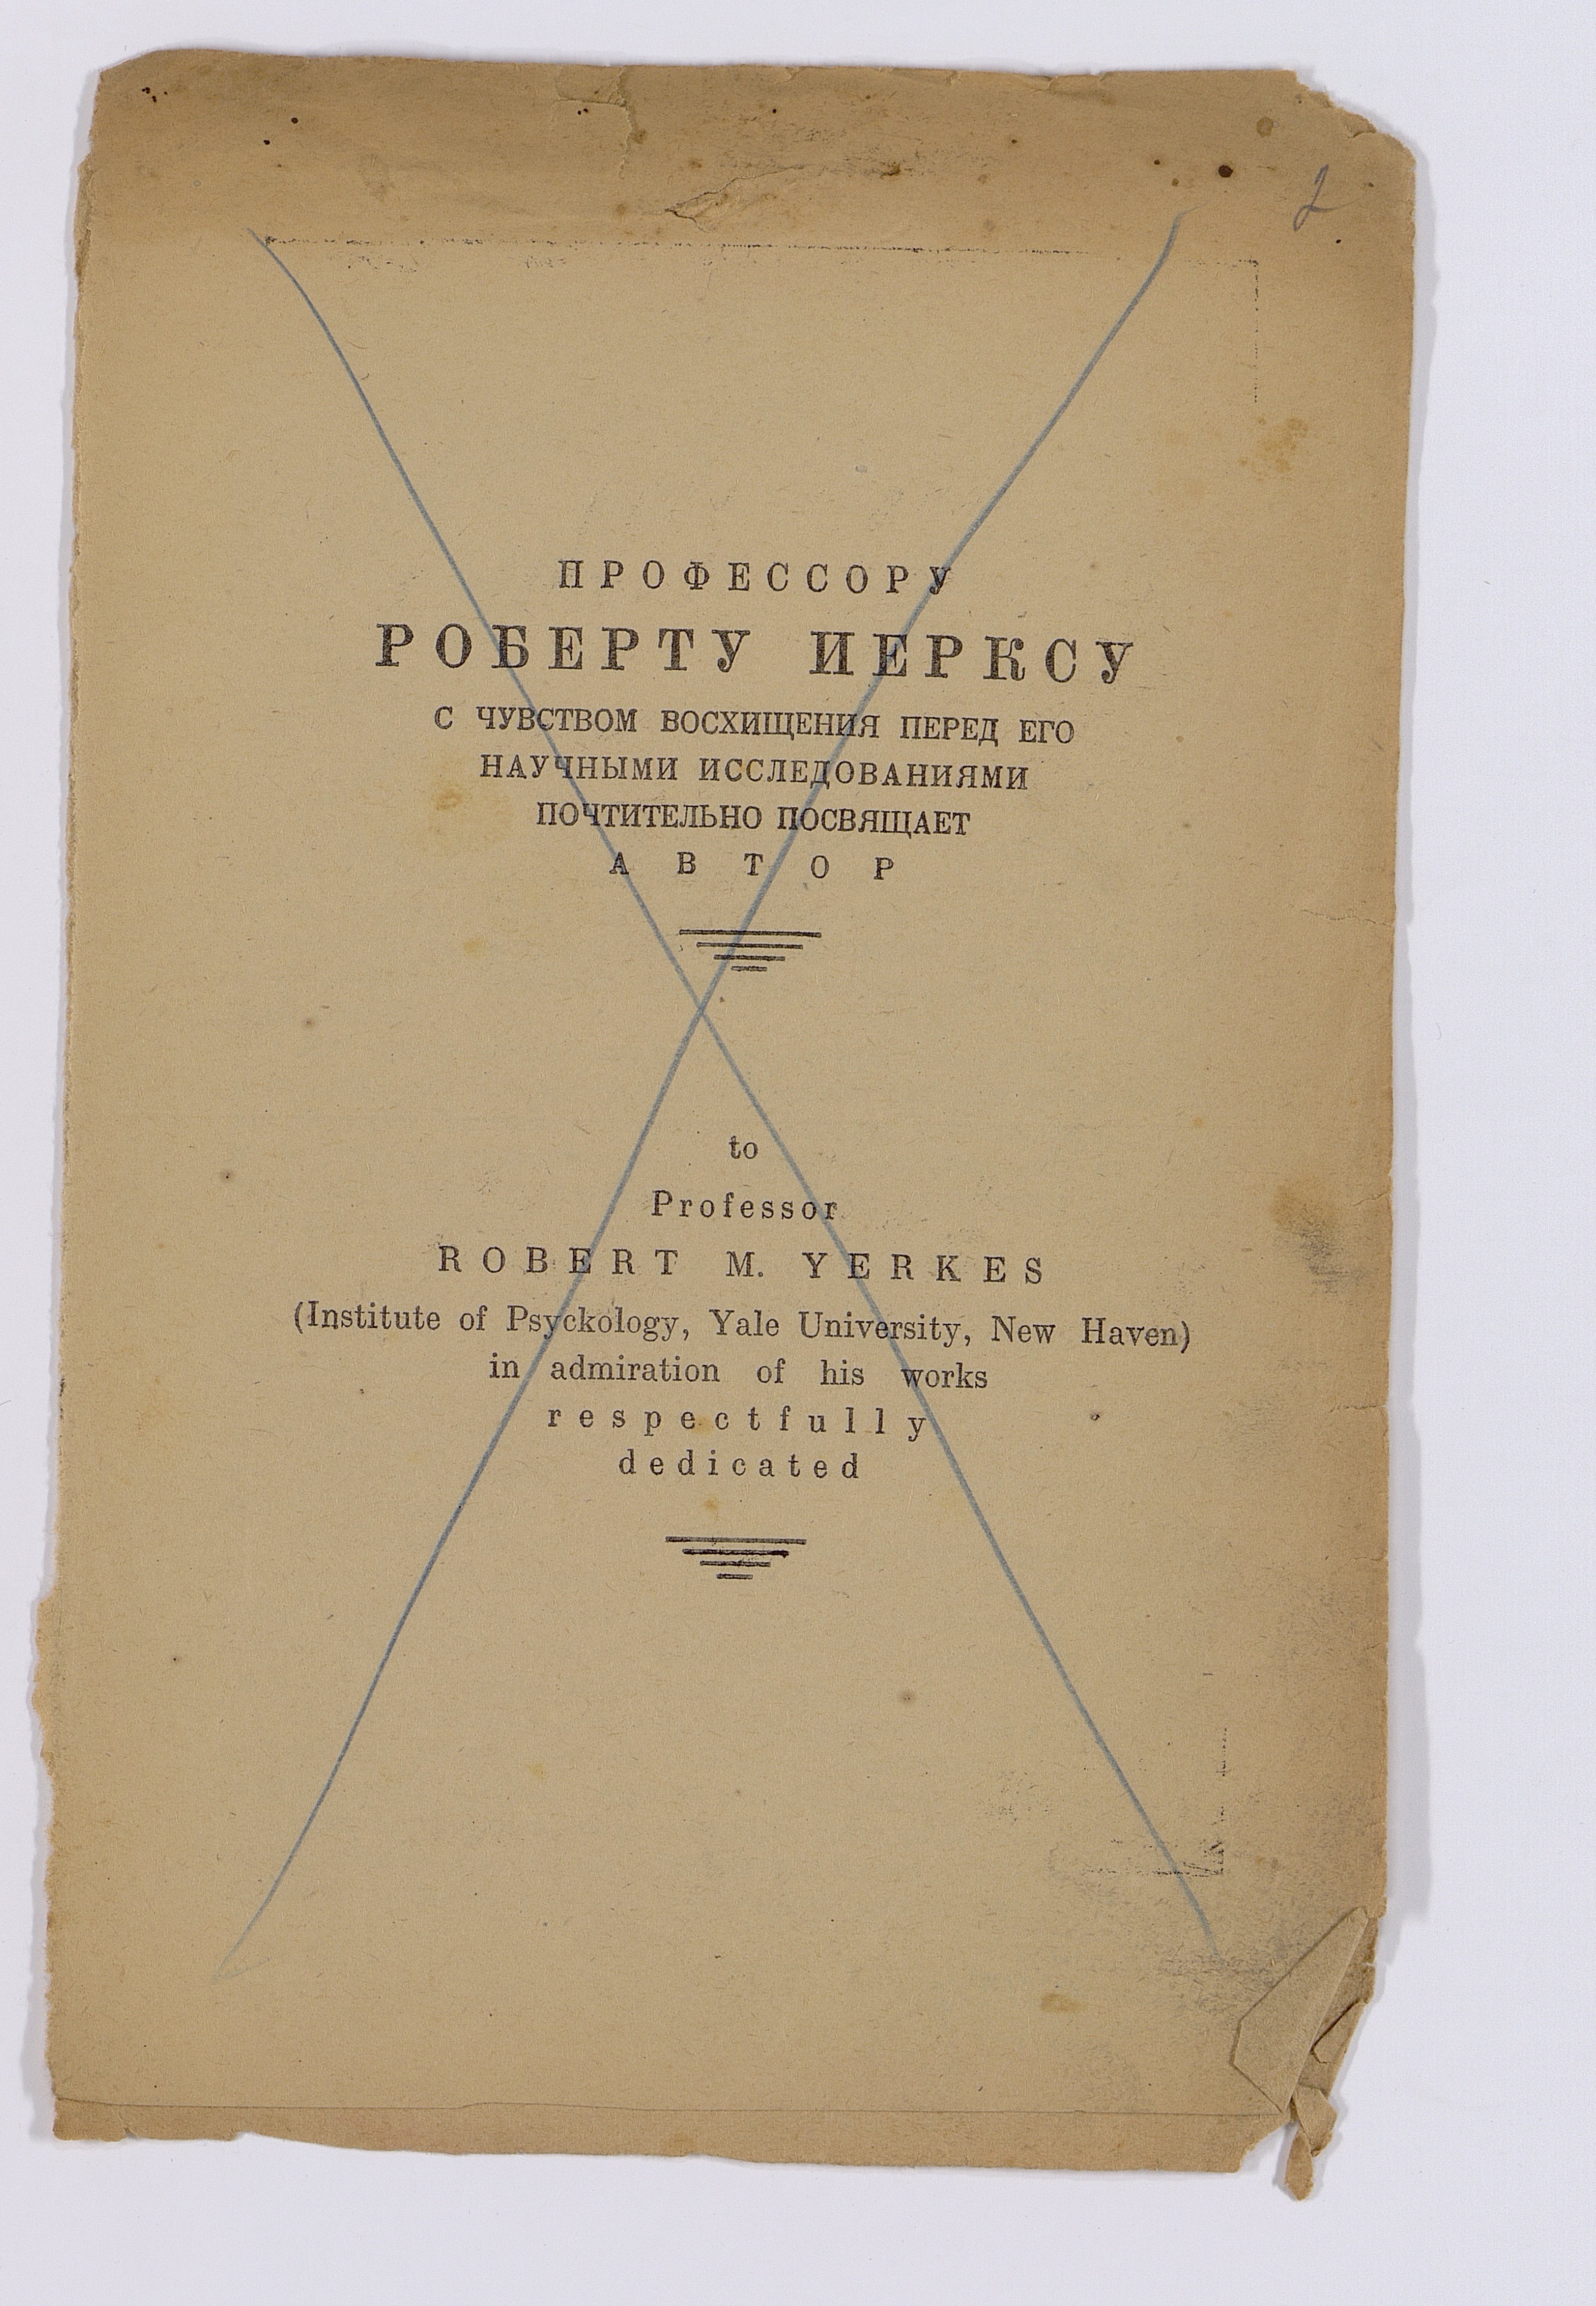 2
ПРОФЕССОРУ
РОБЕРТУ ИЕРКСУ
С ЧУВСТВОМ ВОСХИЩЕНИЯ ПЕРЕД ЕГО
НАУЧНЫМИ ИССЛЕДОВАНИЯМИ
ПОЧТИТЕЛЬНО ПОСВЯЩАЕТ
АВТОР
to
Professor
ROBERT M. YERKES
(Institute of Psyckology, Yale University, New Haven)
in admiration of his works
respectfully
dedicated